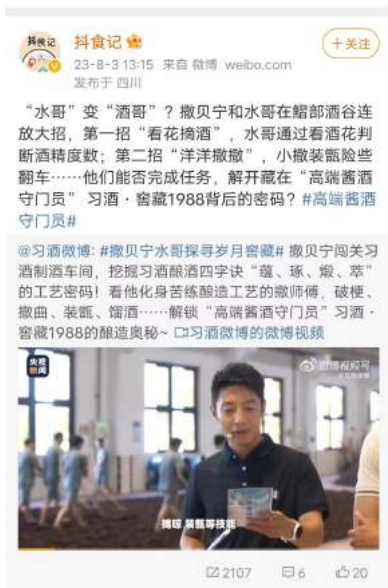 抖食记
抖食记
+关注
23-8-3 13:15 来自 微博 weibo.com
发布于 四川
“水哥”变“酒哥”？撒贝宁和水哥在鰼部酒谷连
放大招，第一招“看花摘酒”，水哥通过看酒花判
断酒精度数；第二招“洋洋撒撒”，小撒装甑险些
翻车……他们能否完成任务，解开藏在“高端酱酒
守门员” 习酒·窖藏1988背后的密码？#高端酱酒
守门员#
@习酒微博: #撒贝宁水哥探寻岁月窖藏# 撒贝宁闯关习
酒制酒车间，挖掘习酒酿酒四字诀“蕴、琢、煅、萃”
的工艺密码！看他化身苦练酿造工艺的撒师傅，破梗、
撒曲、装甑、馏酒……解锁“高端酱酒守门员”习酒·
窖藏1988的酿造奥秘~ 习酒微博的微博视频
央视
新闻
微博视频号
摊晾 装甑等技能
2107 6 20